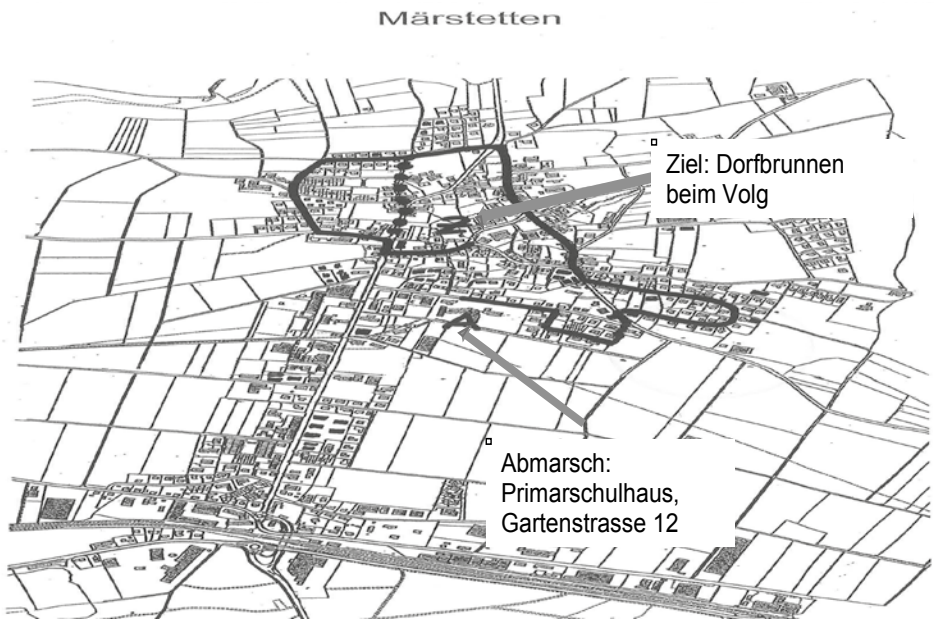 Märstetten
Ziel: Dorfbrunnen
beim Volg
Abmarsch:
Primarschulhaus,
Gartenstrasse 12